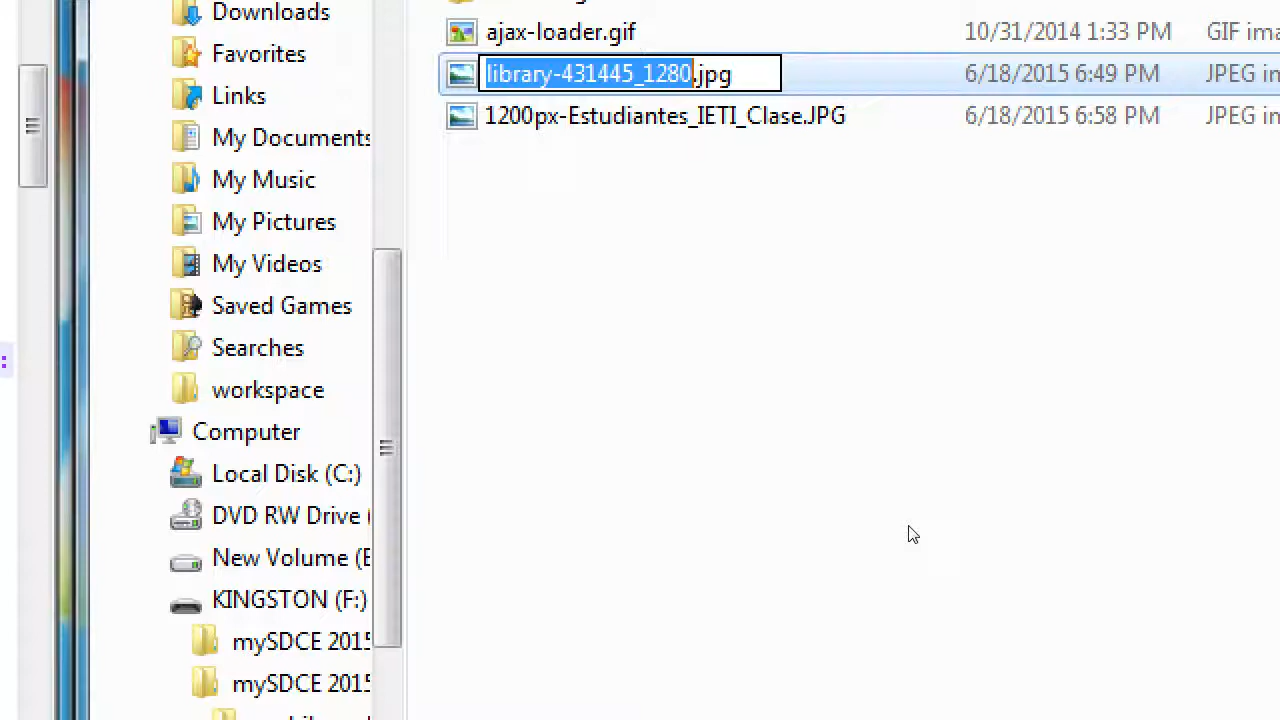 Downloads
Favorites
Links
My Documents
My Music
My Pictures
My Videos
Saved Games
Searches
workspace
Computer
Local Disk (C:)
DVD RW Drive (
New Volume (E
KINGSTON (F:)
mySDCE 2015
mySDCE 2015
:
ajax-loader.gif 10/31/2014 1:33 PM GIF ima
library-431445_1280.jpg 6/18/2015 6:49 PM JPEG im
1200px-Estudiantes_IETI_Clase.JPG 6/18/2015 6:58 PM JPEG im